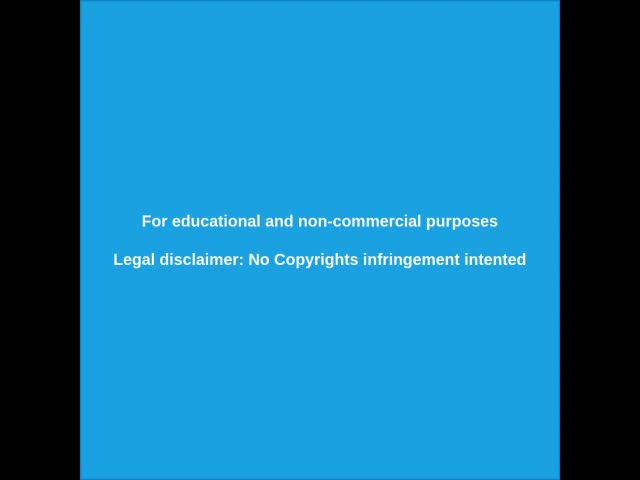 For educational and non-commercial purposes
Legal disclaimer: No Copyrights infringement intented